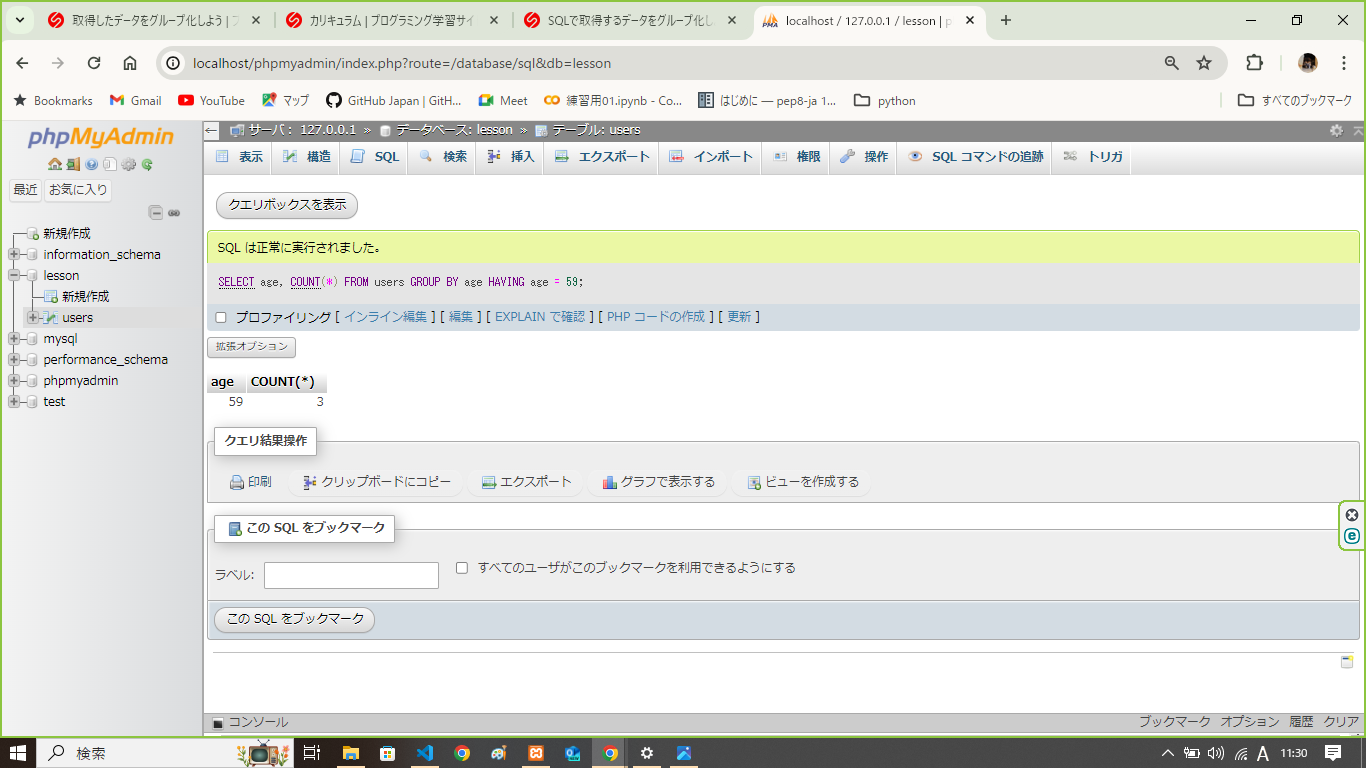 取得したデータをグループ化しよう | プ
カリキュラム | プログラミング学習サイ
SQLで取得するデータをグループ化し
localhost / 127.0.0.1 / lesson | p
localhost/phpmyadmin/index.php?route=/database/sql&db=lesson
Bookmarks
Gmail
YouTube
マップ
GitHub Japan | GitH...
Meet
練習用01.ipynb - Co...
はじめに — pep8-ja 1...
python
すべてのブックマーク
phpMyAdmin
最近
お気に入り
新規作成
information_schema
lesson
新規作成
users
mysql
performance_schema
phpmyadmin
test
サーバ: 127.0.0.1 » データベース: lesson » テーブル: users
表示
構造
SQL
検索
挿入
エクスポート
インポート
権限
操作
SQL コマンドの追跡
トリガ
クエリボックスを表示
SQL は正常に実行されました。
SELECT age, COUNT(*) FROM users GROUP BY age HAVING age = 59;
プロファイリング [ インライン編集 ] [ 編集 ] [ EXPLAIN で確認 ] [ PHP コードの作成 ] [ 更新 ]
拡張オプション
age COUNT(*)
59 3
クエリ結果操作
印刷
クリップボードにコピー
エクスポート
グラフで表示する
ビューを作成する
この SQL をブックマーク
ラベル:
すべてのユーザがこのブックマークを利用できるようにする
この SQL をブックマーク
コンソール
ブックマーク オプション 履歴 クリア
検索
A
11:30